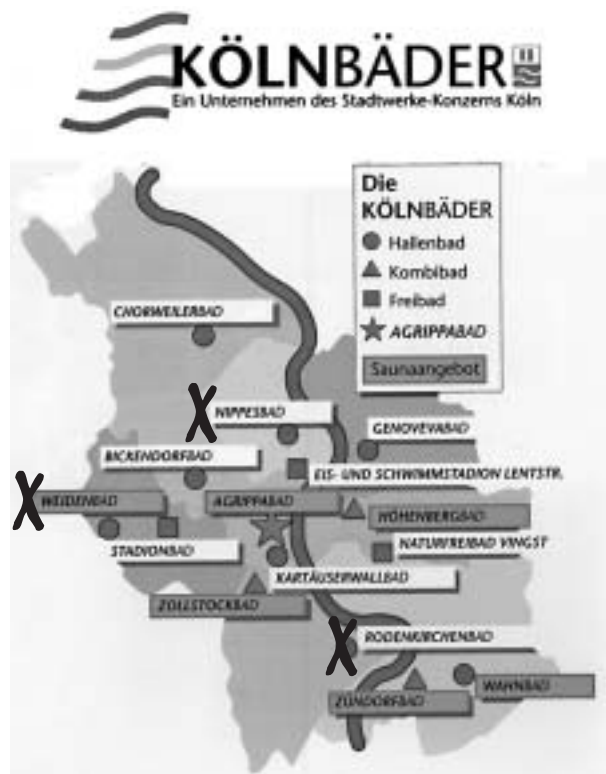 KÖLNBÄDER
Ein Unternehmen des Stadtwerke-Konzerns Köln
Die
KÖLNBÄDER
Hallenbad
Kombibad
Freibad
AGRIPPABAD
Saunaangebot
CHORWEILERBAD
X NIPPESBAD
GENOVEVABAD
BICKENDORFBAD
EIS- UND SCHWIMMSTADION LENTSTR.
X WEIDENBAD
AGRIPPABAD
HÖHENBERGBAD
STADIONBAD
NATURFREIBAD VINGST
KARTÄUSERWALLBAD
ZOLLSTOCKBAD
X RODENKIRCHENBAD
WAHNBAD
ZÜNDORFBAD